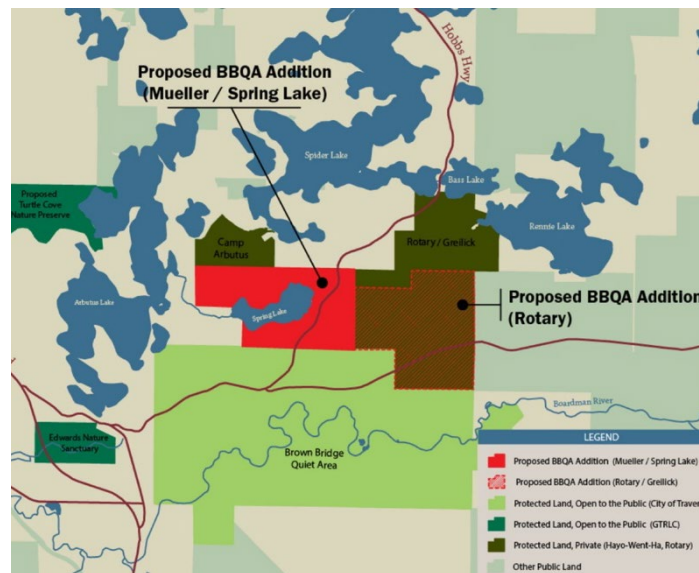 Hobbs Hwy
Proposed BBQA Addition
(Mueller / Spring Lake)
Spider Lake
Bass Lake
Proposed
Turtle Cove
Nature Preserve
Rennie Lake
Camp
Arbutus
Rotary / Greilick
Arbutus Lake
Spring Lake
Proposed BBQA Addition
(Rotary)
Boardman River
Edwards Nature
Sanctuary
Brown Bridge
Quiet Area
LEGEND
Proposed BBQA Addition (Mueller / Spring Lake)
Proposed BBQA Addition (Rotary / Greilick)
Protected Land, Open to the Public (City of Traver
Protected Land, Open to the Public (GTRLC)
Protected Land, Private (Hayo-Went-Ha, Rotary)
Other Public Land